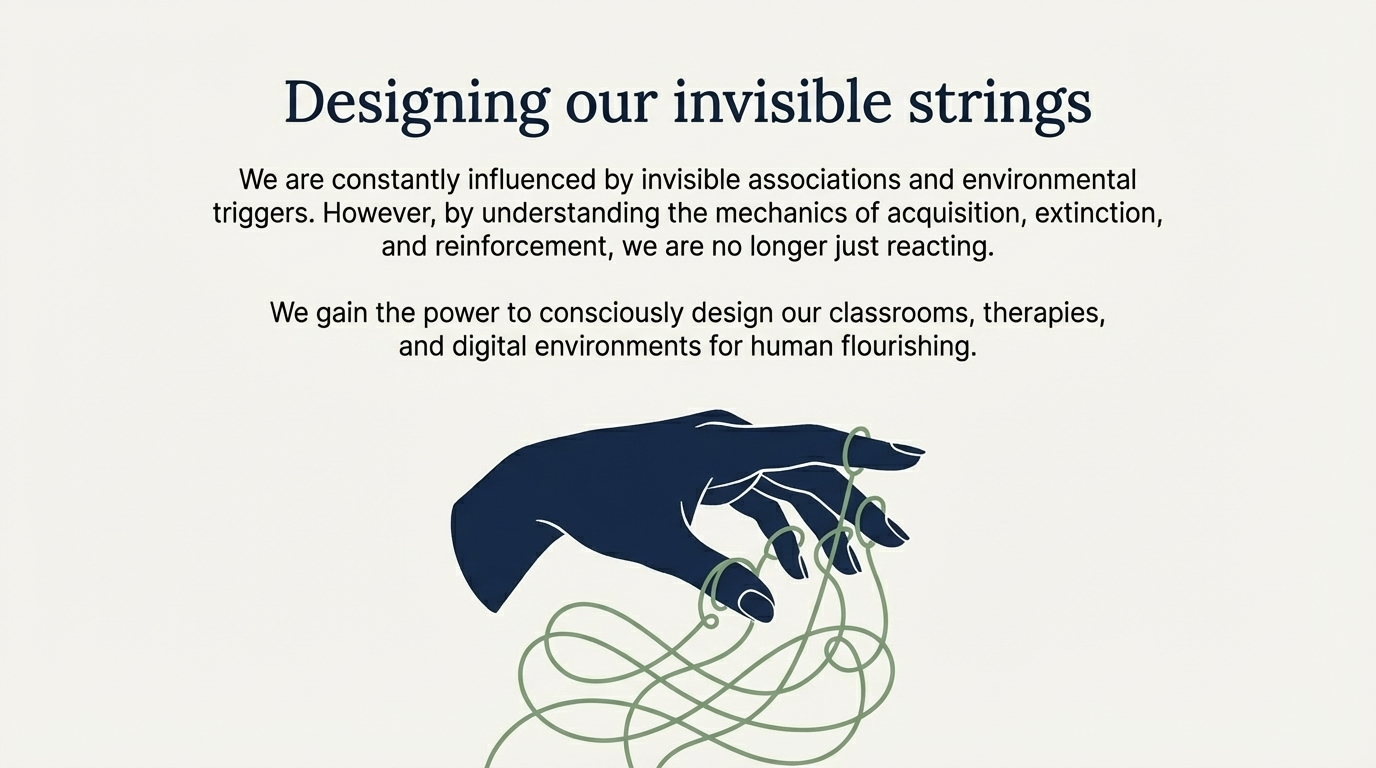 Designing our invisible strings
We are constantly influenced by invisible associations and environmental
triggers. However, by understanding the mechanics of acquisition, extinction,
and reinforcement, we are no longer just reacting.
We gain the power to consciously design our classrooms, therapies,
and digital environments for human flourishing.